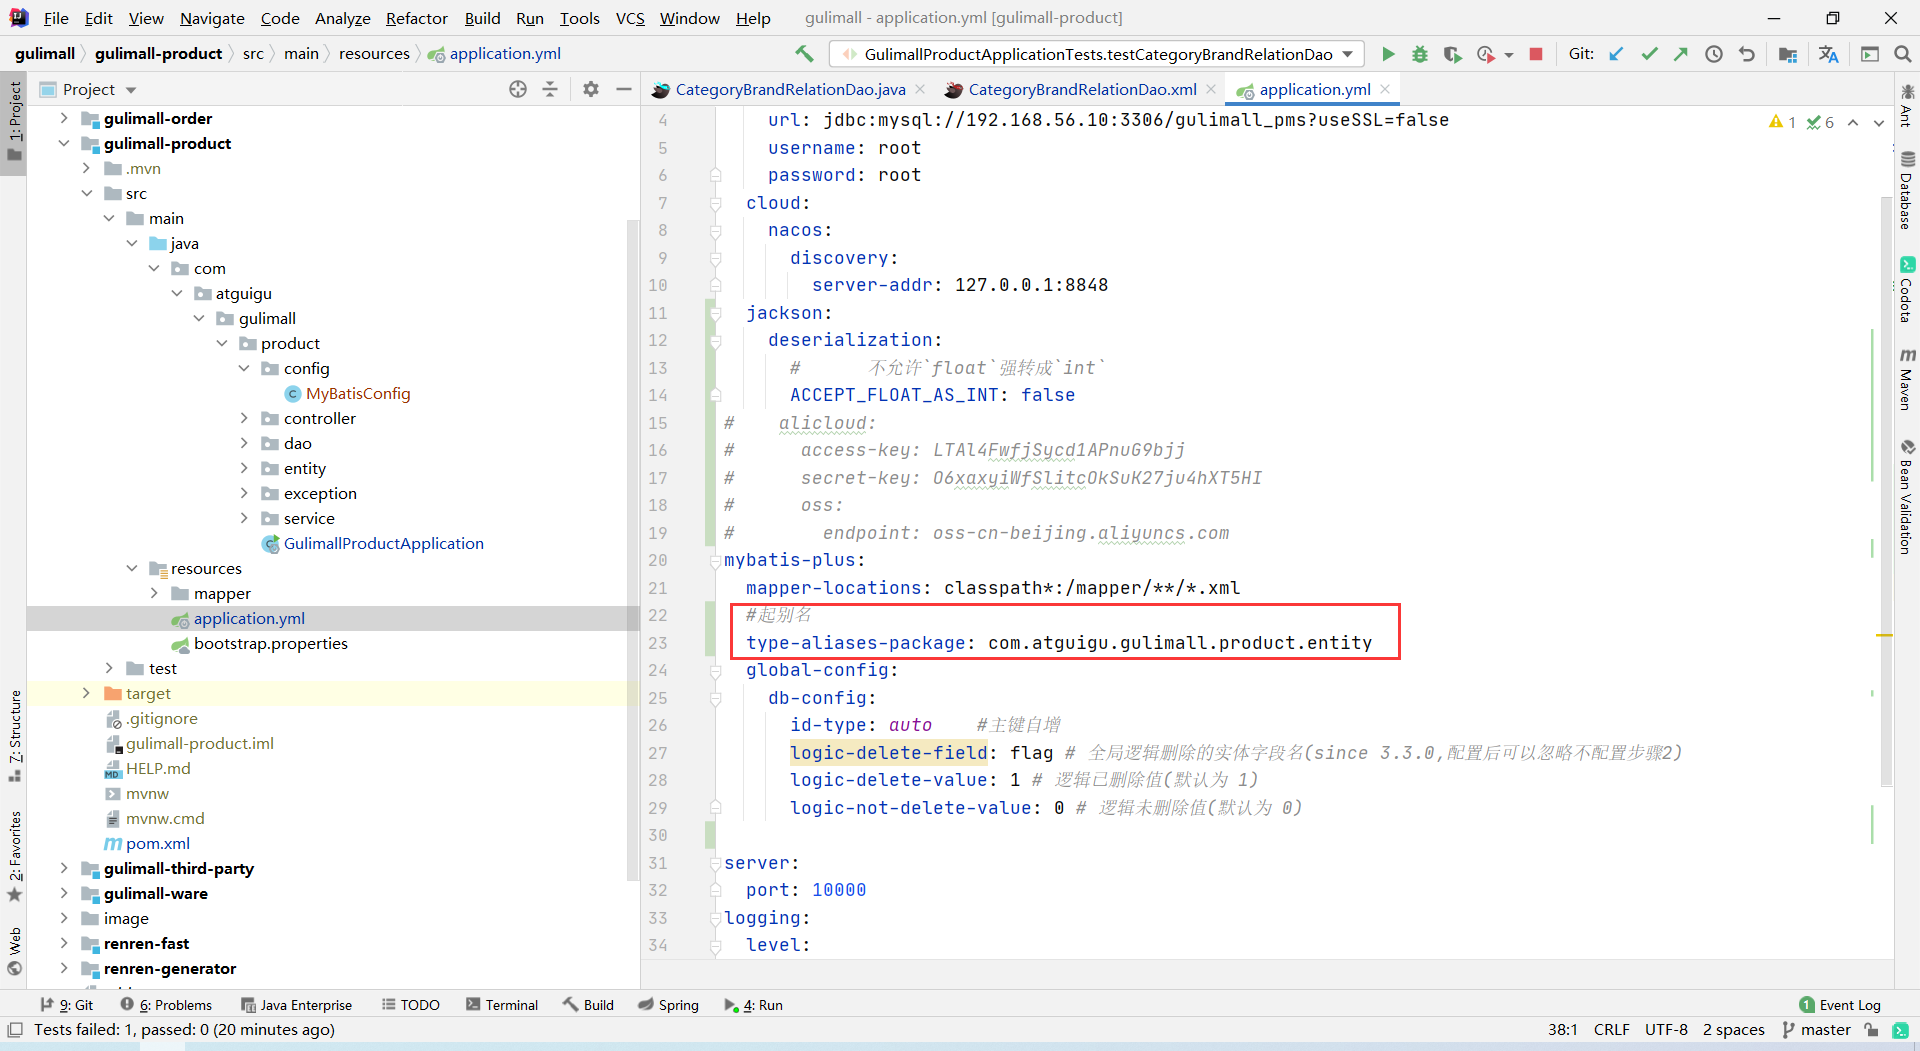 File Edit View Navigate Code Analyze Refactor Build Run Tools VCS Window Help gulimall - application.yml [gulimall-product]
gulimall gulimall-product src main resources application.yml GulimallProductApplicationTests.testCategoryBrandRelationDao Git:
Project
CategoryBrandRelationDao.java CategoryBrandRelationDao.xml application.yml
1: Project
7: Structure
2: Favorites
Web
gulimall-order
gulimall-product
.mvn
src
main
java
com
atguigu
gulimall
product
config
MyBatisConfig
controller
dao
entity
exception
service
GulimallProductApplication
resources
mapper
application.yml
bootstrap.properties
test
target
.gitignore
gulimall-product.iml
HELP.md
mvnw
mvnw.cmd
pom.xml
gulimall-third-party
gulimall-ware
image
renren-fast
renren-generator
1 6
4 url: jdbc:mysql://192.168.56.10:3306/gulimall_pms?useSSL=false
5 username: root
6 password: root
7 cloud:
8 nacos:
9 discovery:
10 server-addr: 127.0.0.1:8848
11 jackson:
12 deserialization:
13 # 不允许`float`强转成`int`
14 ACCEPT_FLOAT_AS_INT: false
15 # alicloud:
16 # access-key: LTAl4FwfjSycd1APnuG9bjj
17 # secret-key: O6xaxyiWfSlitcOkSuK27ju4hXT5HI
18 # oss:
19 # endpoint: oss-cn-beijing.aliyuncs.com
20 mybatis-plus:
21 mapper-locations: classpath*:/mapper/**/*.xml
22 #起别名
23 type-aliases-package: com.atguigu.gulimall.product.entity
24 global-config:
25 db-config:
26 id-type: auto #主键自增
27 logic-delete-field: flag # 全局逻辑删除的实体字段名(since 3.3.0,配置后可以忽略不配置步骤2)
28 logic-delete-value: 1 # 逻辑已删除值(默认为 1)
29 logic-not-delete-value: 0 # 逻辑未删除值(默认为 0)
30
31 server:
32 port: 10000
33 logging:
34 level:
Ant
Database
Codota
Maven
Bean Validation
9: Git 6: Problems Java Enterprise TODO Terminal Build Spring 4: Run 1 Event Log
Tests failed: 1, passed: 0 (20 minutes ago) 38:1 CRLF UTF-8 2 spaces master